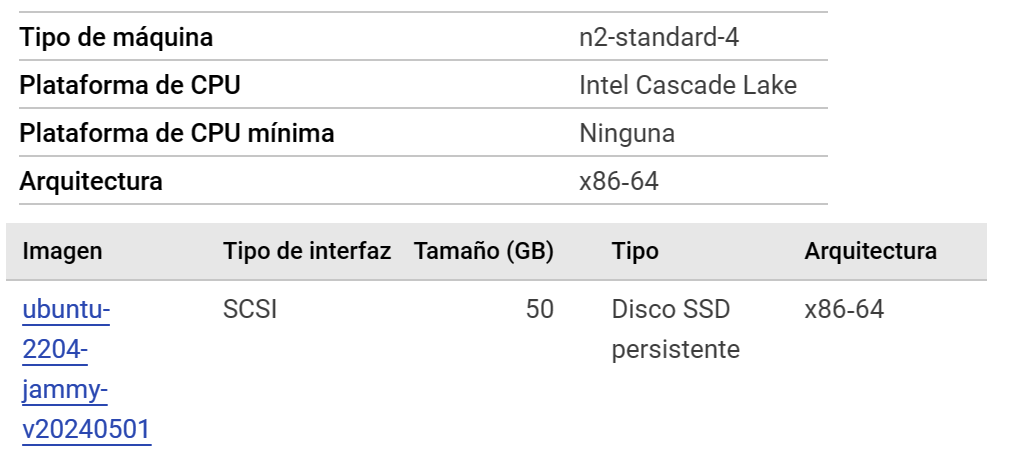 Tipo de máquina n2-standard-4
Plataforma de CPU Intel Cascade Lake
Plataforma de CPU mínima Ninguna
Arquitectura x86-64
Imagen Tipo de interfaz Tamaño (GB) Tipo Arquitectura
ubuntu- SCSI 50 Disco SSD x86-64
2204- persistente
jammy-
v20240501